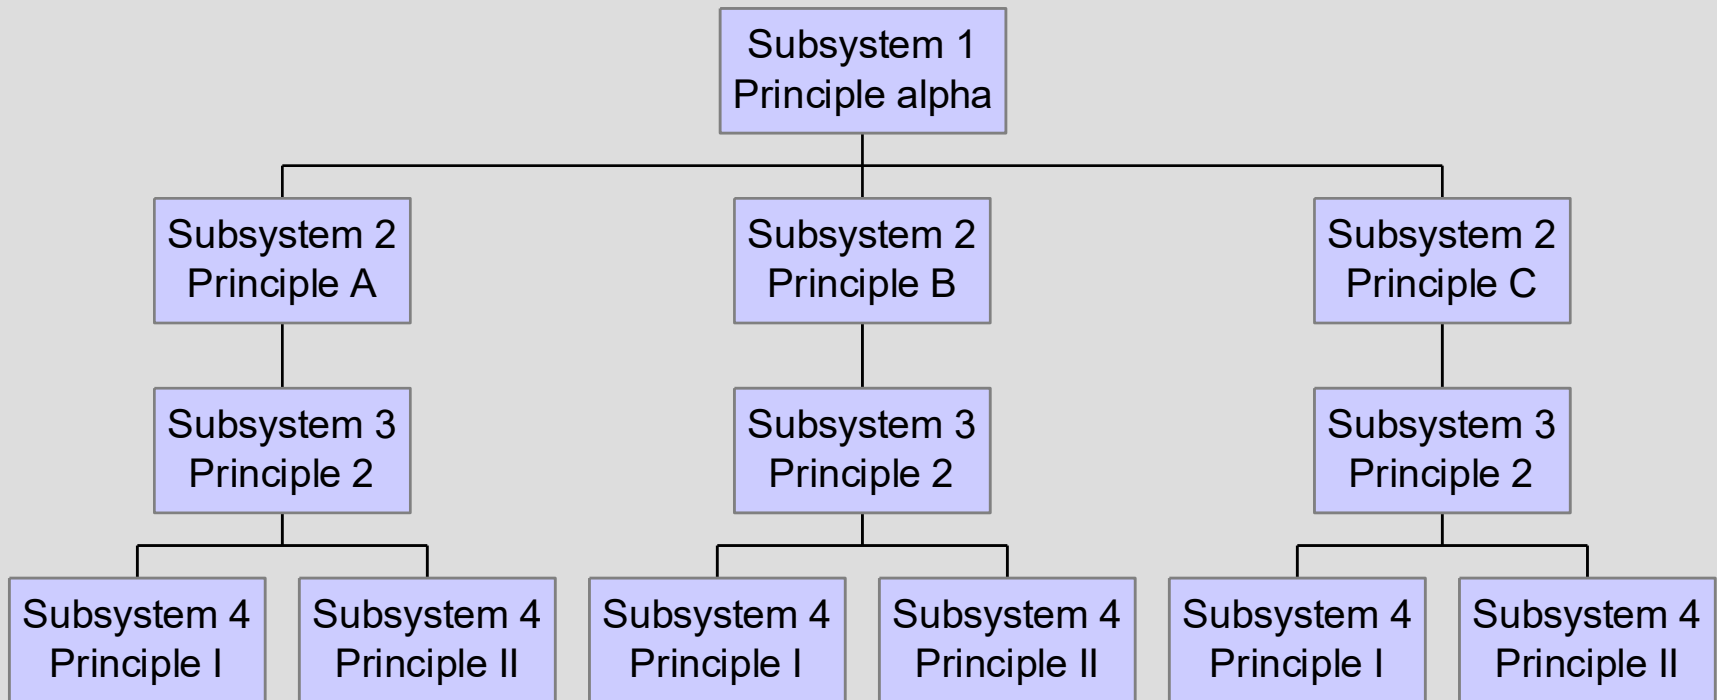 Subsystem 1
Principle alpha
Subsystem 2
Principle A
Subsystem 2
Principle B
Subsystem 2
Principle C
Subsystem 3
Principle 2
Subsystem 3
Principle 2
Subsystem 3
Principle 2
Subsystem 4
Principle I
Subsystem 4
Principle II
Subsystem 4
Principle I
Subsystem 4
Principle II
Subsystem 4
Principle I
Subsystem 4
Principle II